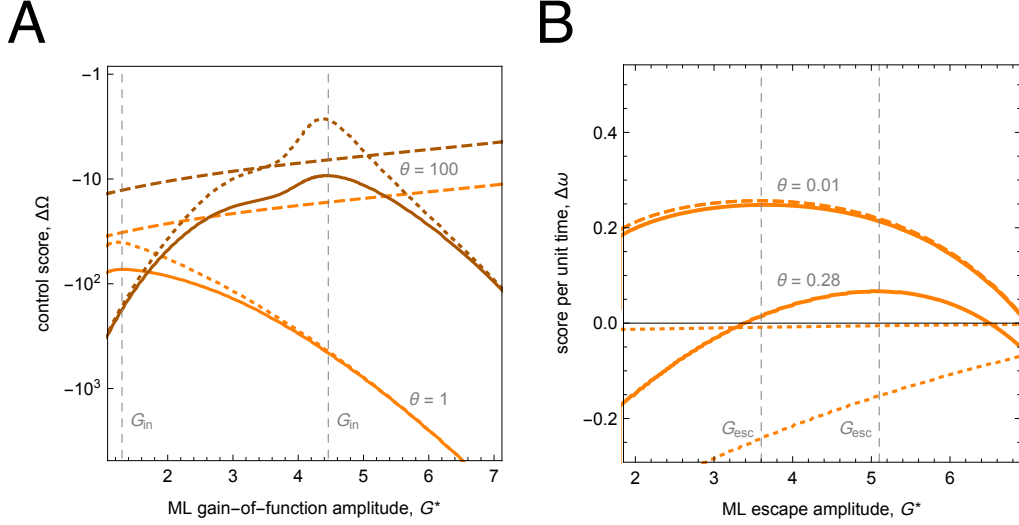 A
B
control score, ΔΩ
-1
-10
-10²
-10³
θ = 100
θ = 1
G_in
G_in
2
3
4
5
6
7
ML gain-of-function amplitude, G*
score per unit time, Δω
0.4
0.2
0.0
-0.2
θ = 0.01
θ = 0.28
G_esc
G_esc
2
3
4
5
6
ML escape amplitude, G*